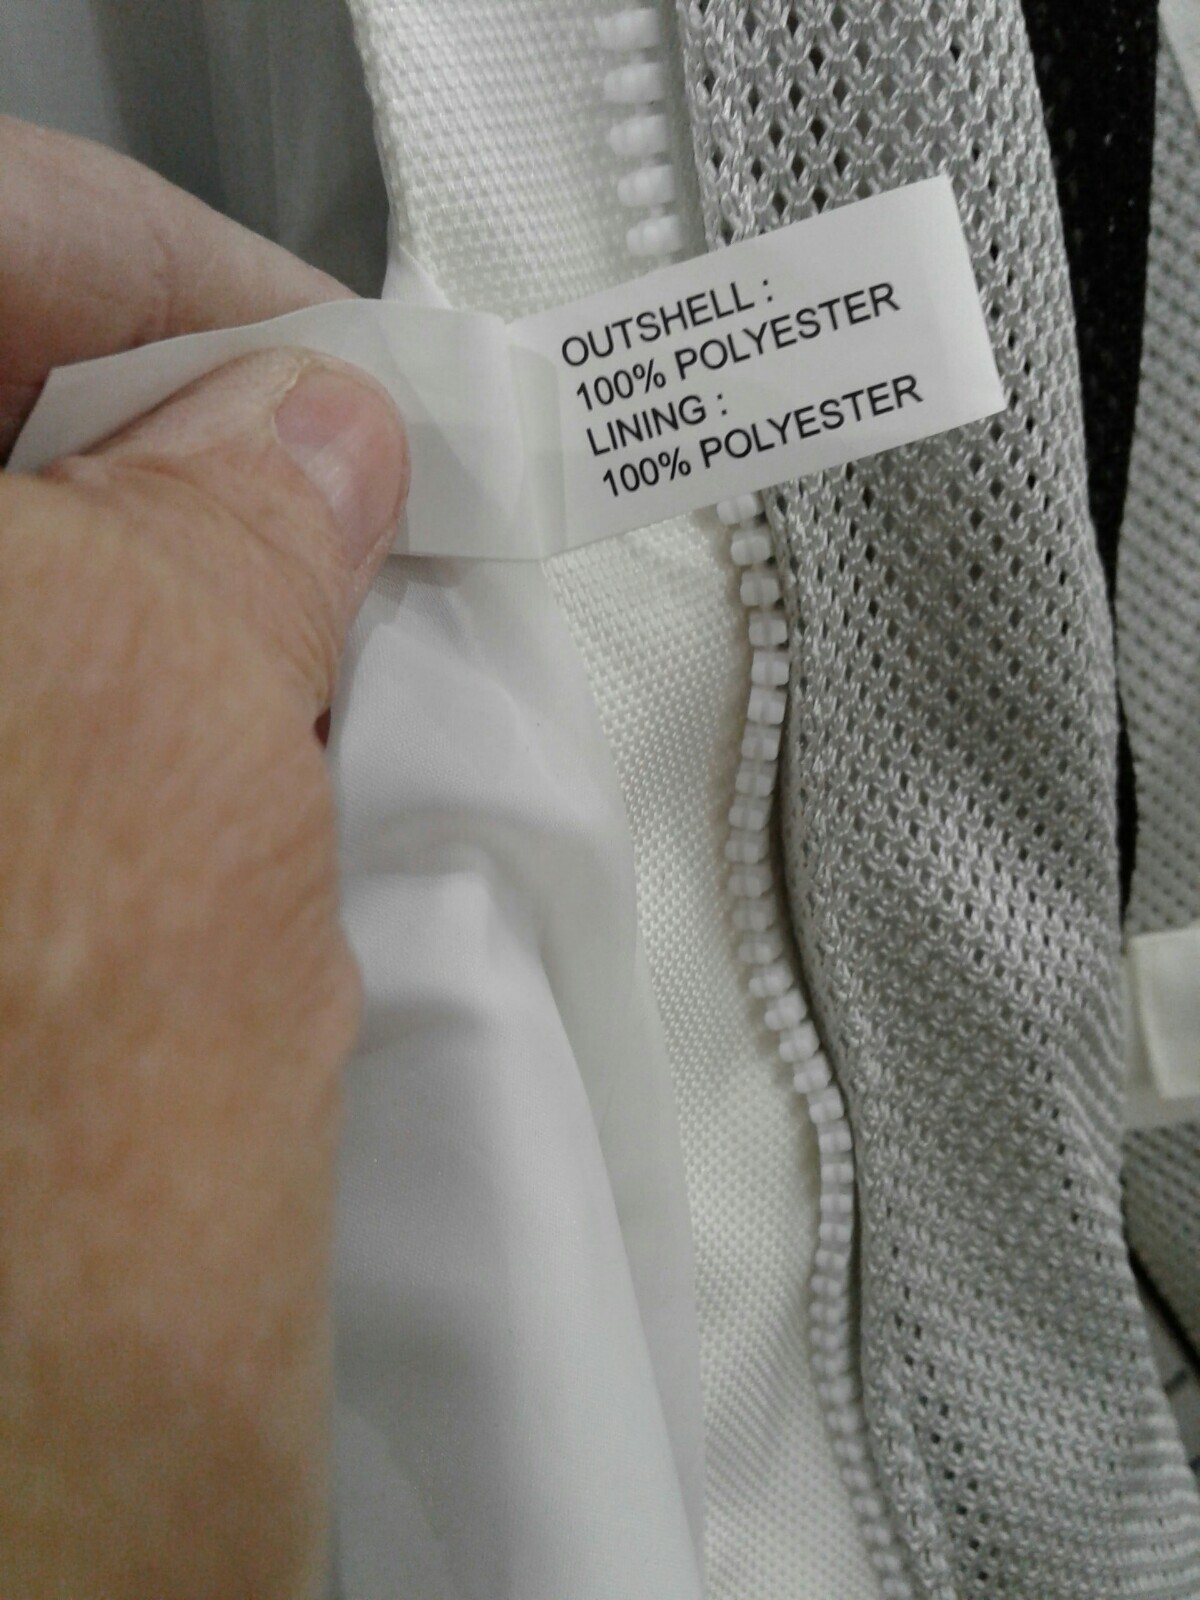 OUTSHELL :
100% POLYESTER
LINING :
100% POLYESTER